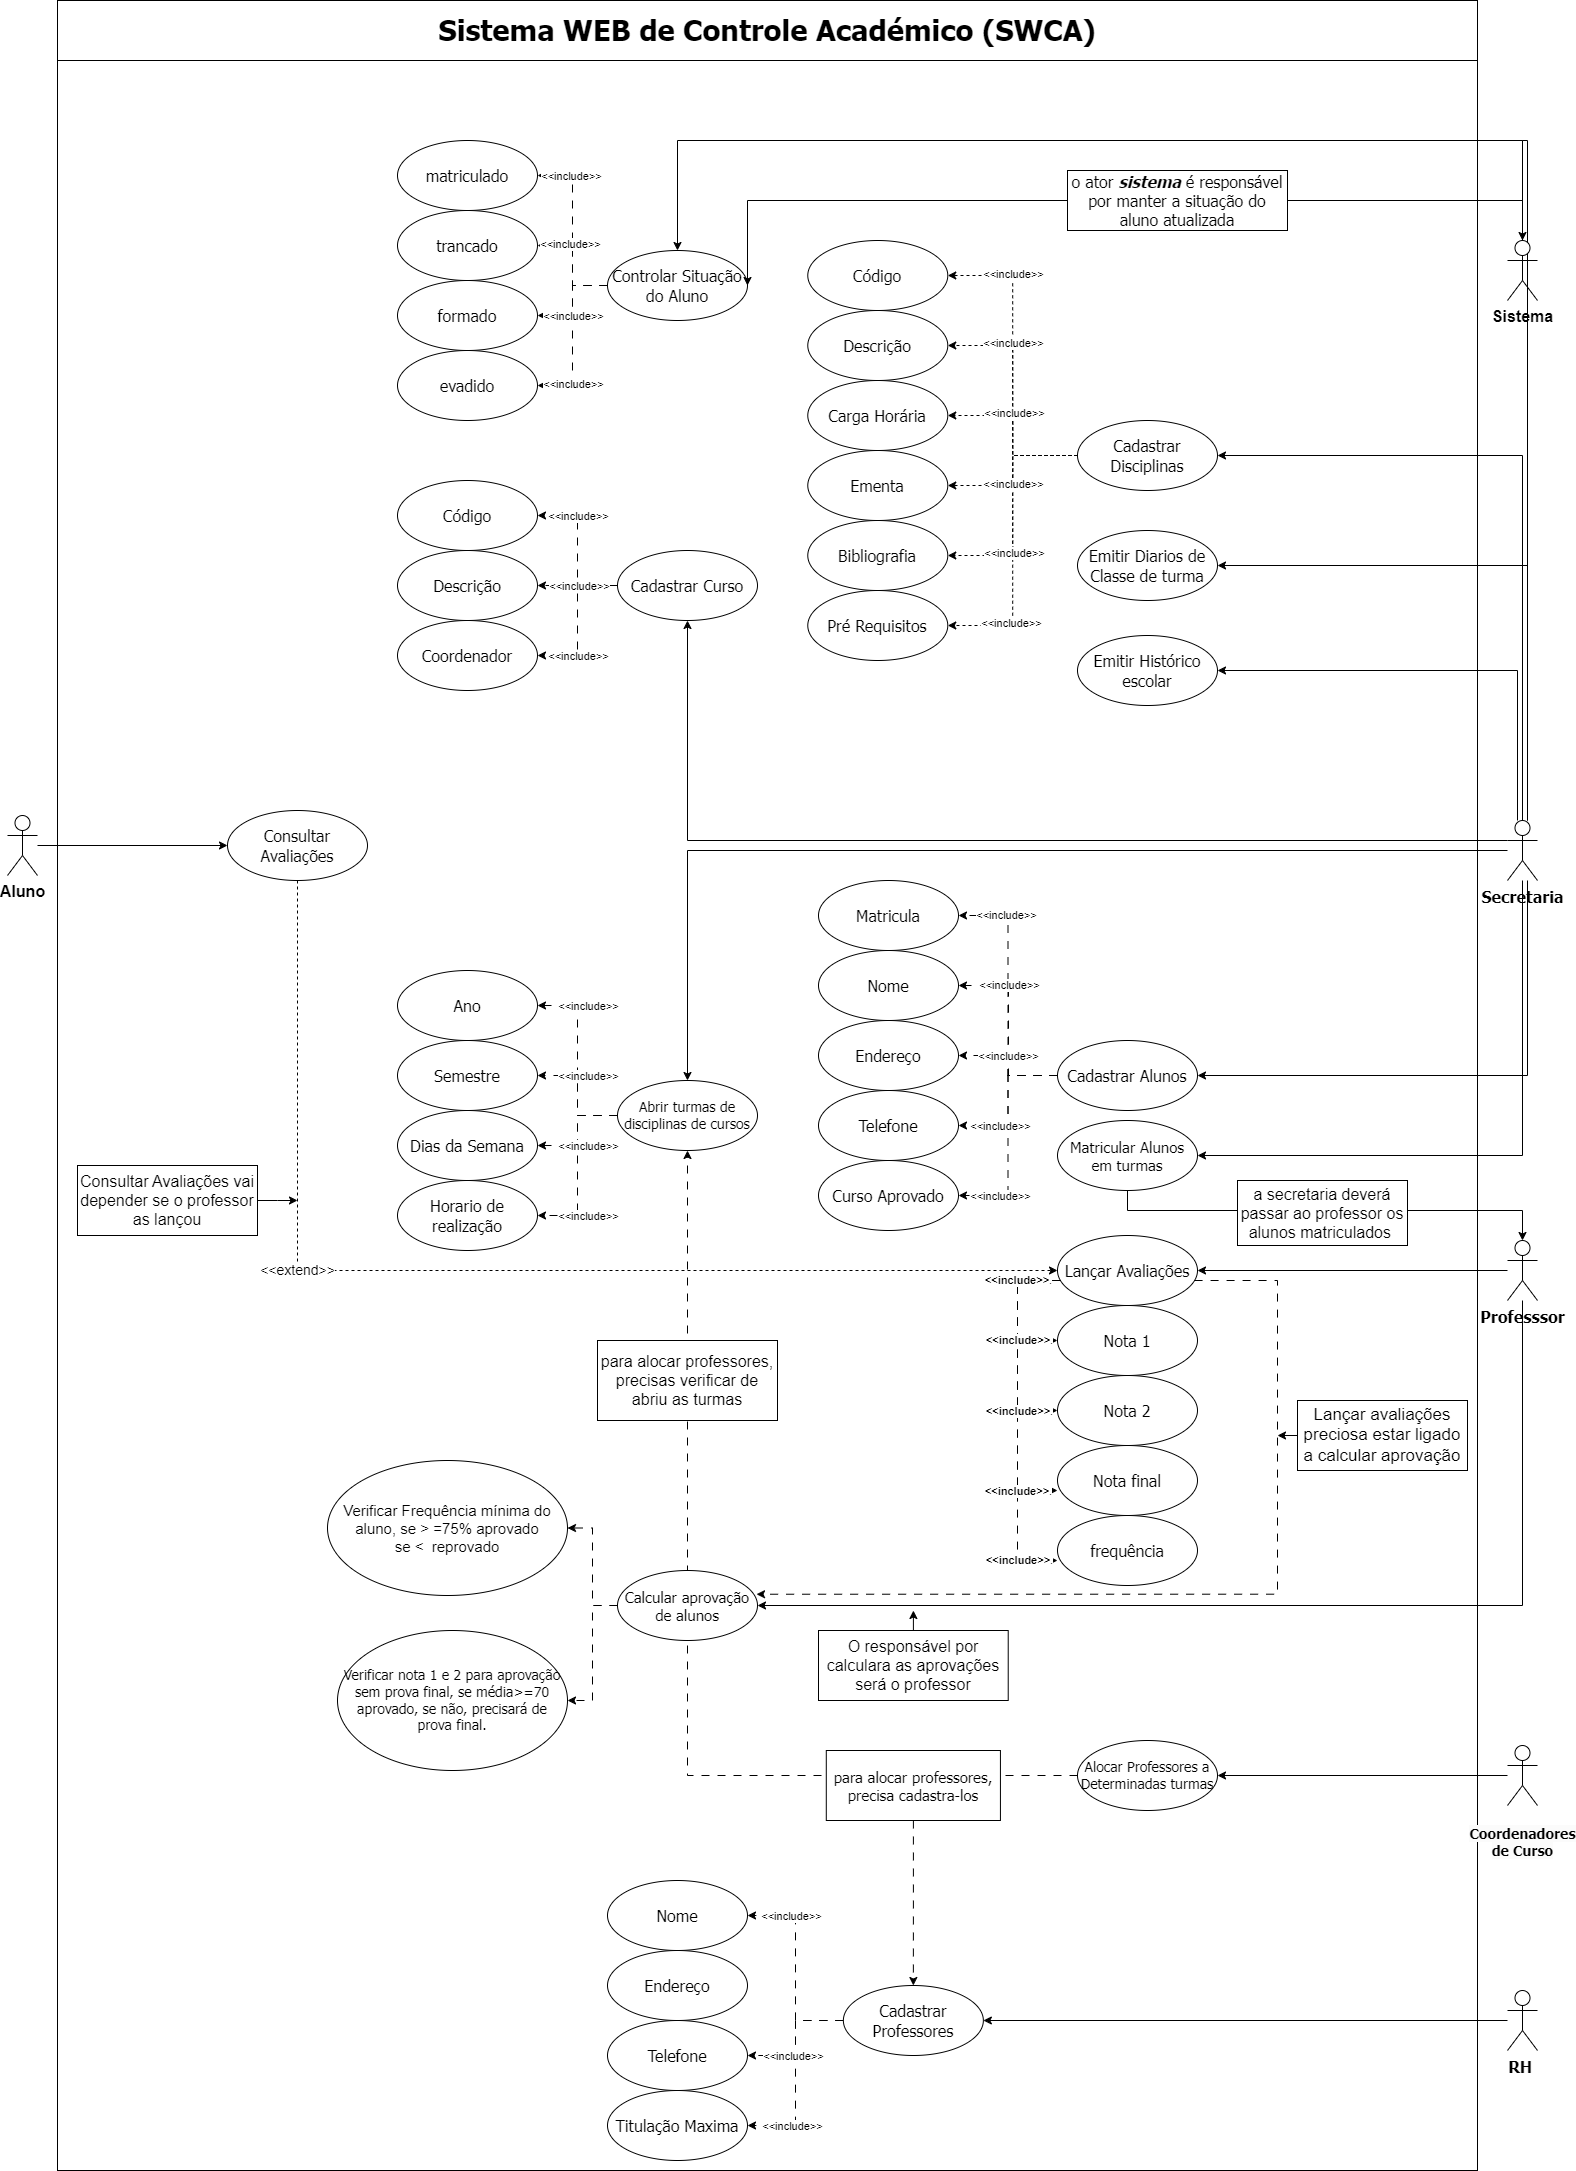 Sistema WEB de Controle Académico (SWCA)
matriculado
<<include>>
trancado
<<include>>
formado
<<include>>
evadido
<<include>>
Controlar Situação
do Aluno
o ator sistema é responsável
por manter a situação do
aluno atualizada
Sistema
Código
<<include>>
Descrição
<<include>>
Carga Horária
<<include>>
Ementa
<<include>>
Bibliografia
<<include>>
Pré Requisitos
<<include>>
Cadastrar
Disciplinas
Emitir Diarios de
Classe de turma
Emitir Histórico
escolar
Código
<<include>>
Descrição
<<include>>
Coordenador
<<include>>
Cadastrar Curso
Aluno
Consultar
Avaliações
Secretaria
Matricula
<<include>>
Nome
<<include>>
Endereço
<<include>>
Telefone
<<include>>
Curso Aprovado
<<include>>
Cadastrar Alunos
Matricular Alunos
em turmas
Ano
<<include>>
Semestre
<<include>>
Dias da Semana
<<include>>
Horario de
realização
<<include>>
Abrir turmas de
disciplinas de cursos
Consultar Avaliações vai
depender se o professor
as lançou
<<extend>>
a secretaria deverá
passar ao professor os
alunos matriculados
Professsor
Lançar Avaliações
<<include>>
Nota 1
<<include>>
Nota 2
<<include>>
Nota final
<<include>>
frequência
<<include>>
para alocar professores,
precisas verificar de
abriu as turmas
Lançar avaliações
preciosa estar ligado
a calcular aprovação
Verificar Frequência mínima do
aluno, se > =75% aprovado
se < reprovado
Calcular aprovação
de alunos
Verificar nota 1 e 2 para aprovação
sem prova final, se média>=70
aprovado, se não, precisará de
prova final.
O responsável por
calculara as aprovações
será o professor
para alocar professores,
precisa cadastra-los
Alocar Professores a
Determinadas turmas
Coordenadores
de Curso
Nome
<<include>>
Endereço
Telefone
<<include>>
Titulação Maxima
<<include>>
Cadastrar
Professores
RH